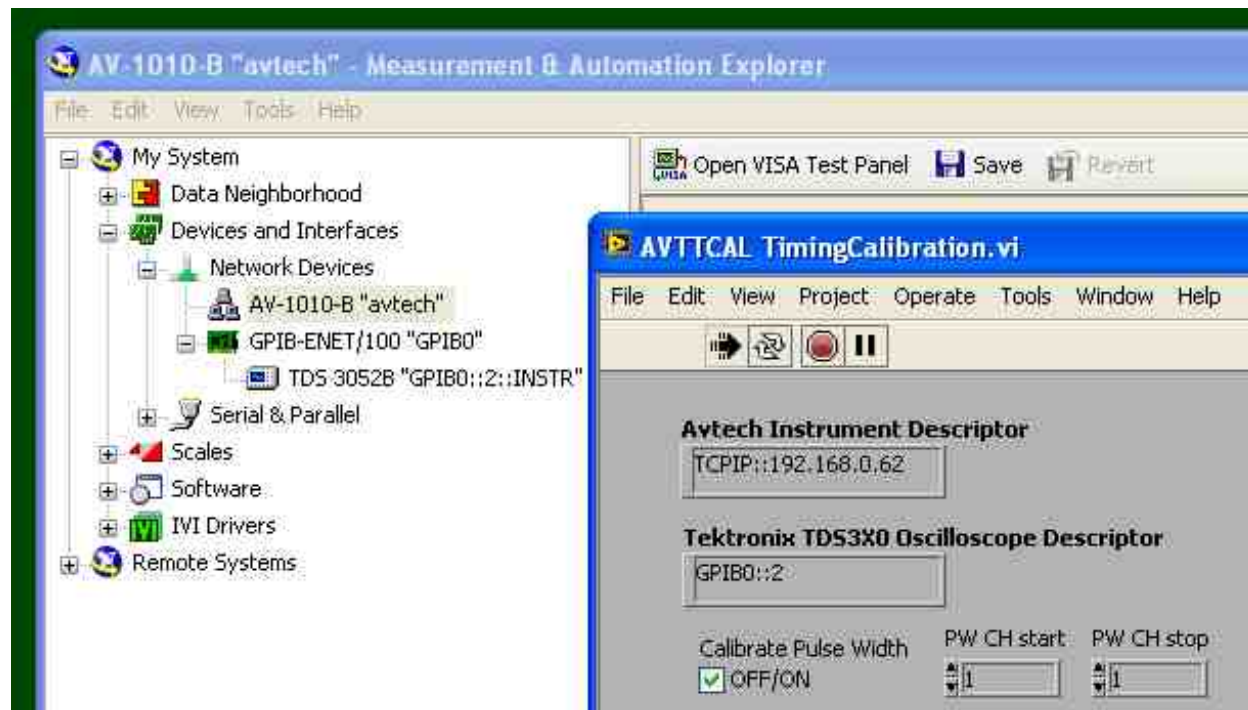 AV-1010-B "avtech" - Measurement & Automation Explorer
File Edit View Tools Help
My System
Data Neighborhood
Devices and Interfaces
Network Devices
AV-1010-B "avtech"
GPIB-ENET/100 "GPIB0"
TDS 3052B "GPIB0::2::INSTR"
Serial & Parallel
Scales
Software
IVI Drivers
Remote Systems
Open VISA Test Panel Save Revert
AVTTCAL TimingCalibration.vi
File Edit View Project Operate Tools Window Help
Avtech Instrument Descriptor
TCPIP::192.168.0.62
Tektronix TDS3X0 Oscilloscope Descriptor
GPIB0::2
Calibrate Pulse Width PW CH start PW CH stop
OFF/ON 1 1